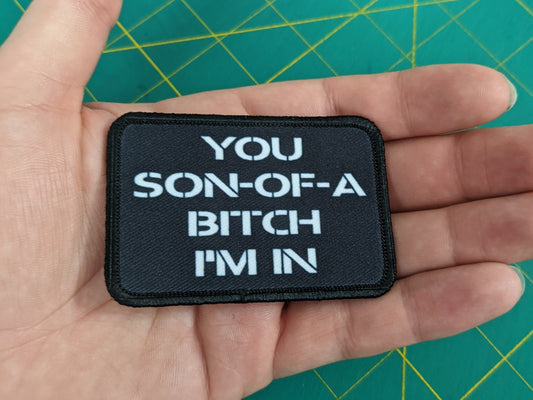 YOU
SON-OF-A
BITCH
I'M IN